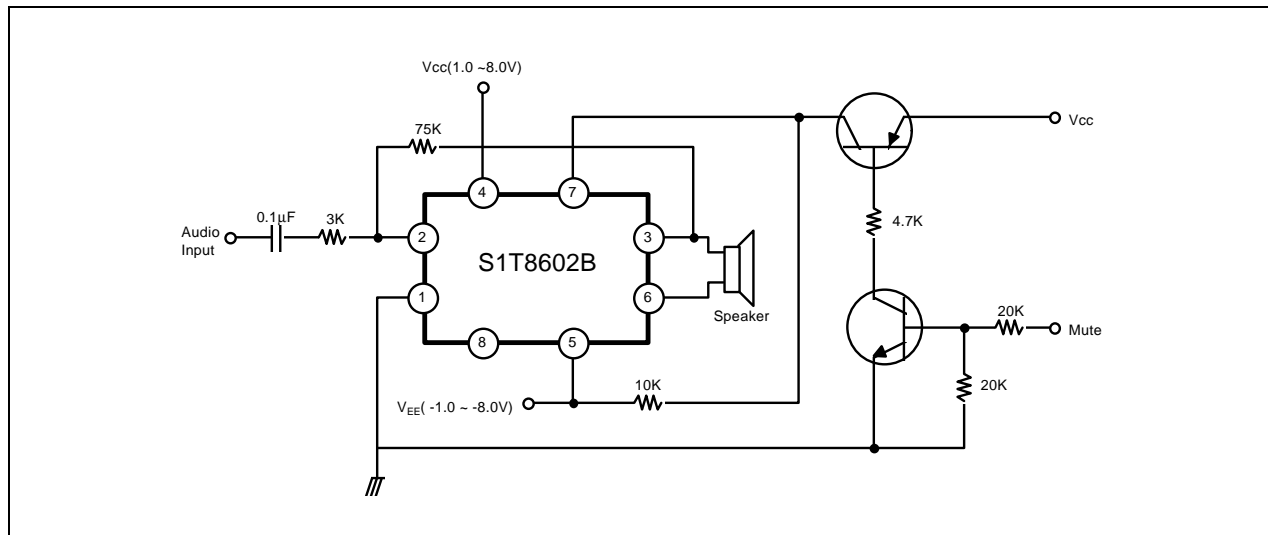 Vcc(1.0 ~8.0V)
75K
Vcc
4
7
0.1µF
3K
4.7K
Audio
Input
2
3
S1T8602B
1
6
Speaker
20K
Mute
8
5
10K
20K
VEE( -1.0 ~ -8.0V)